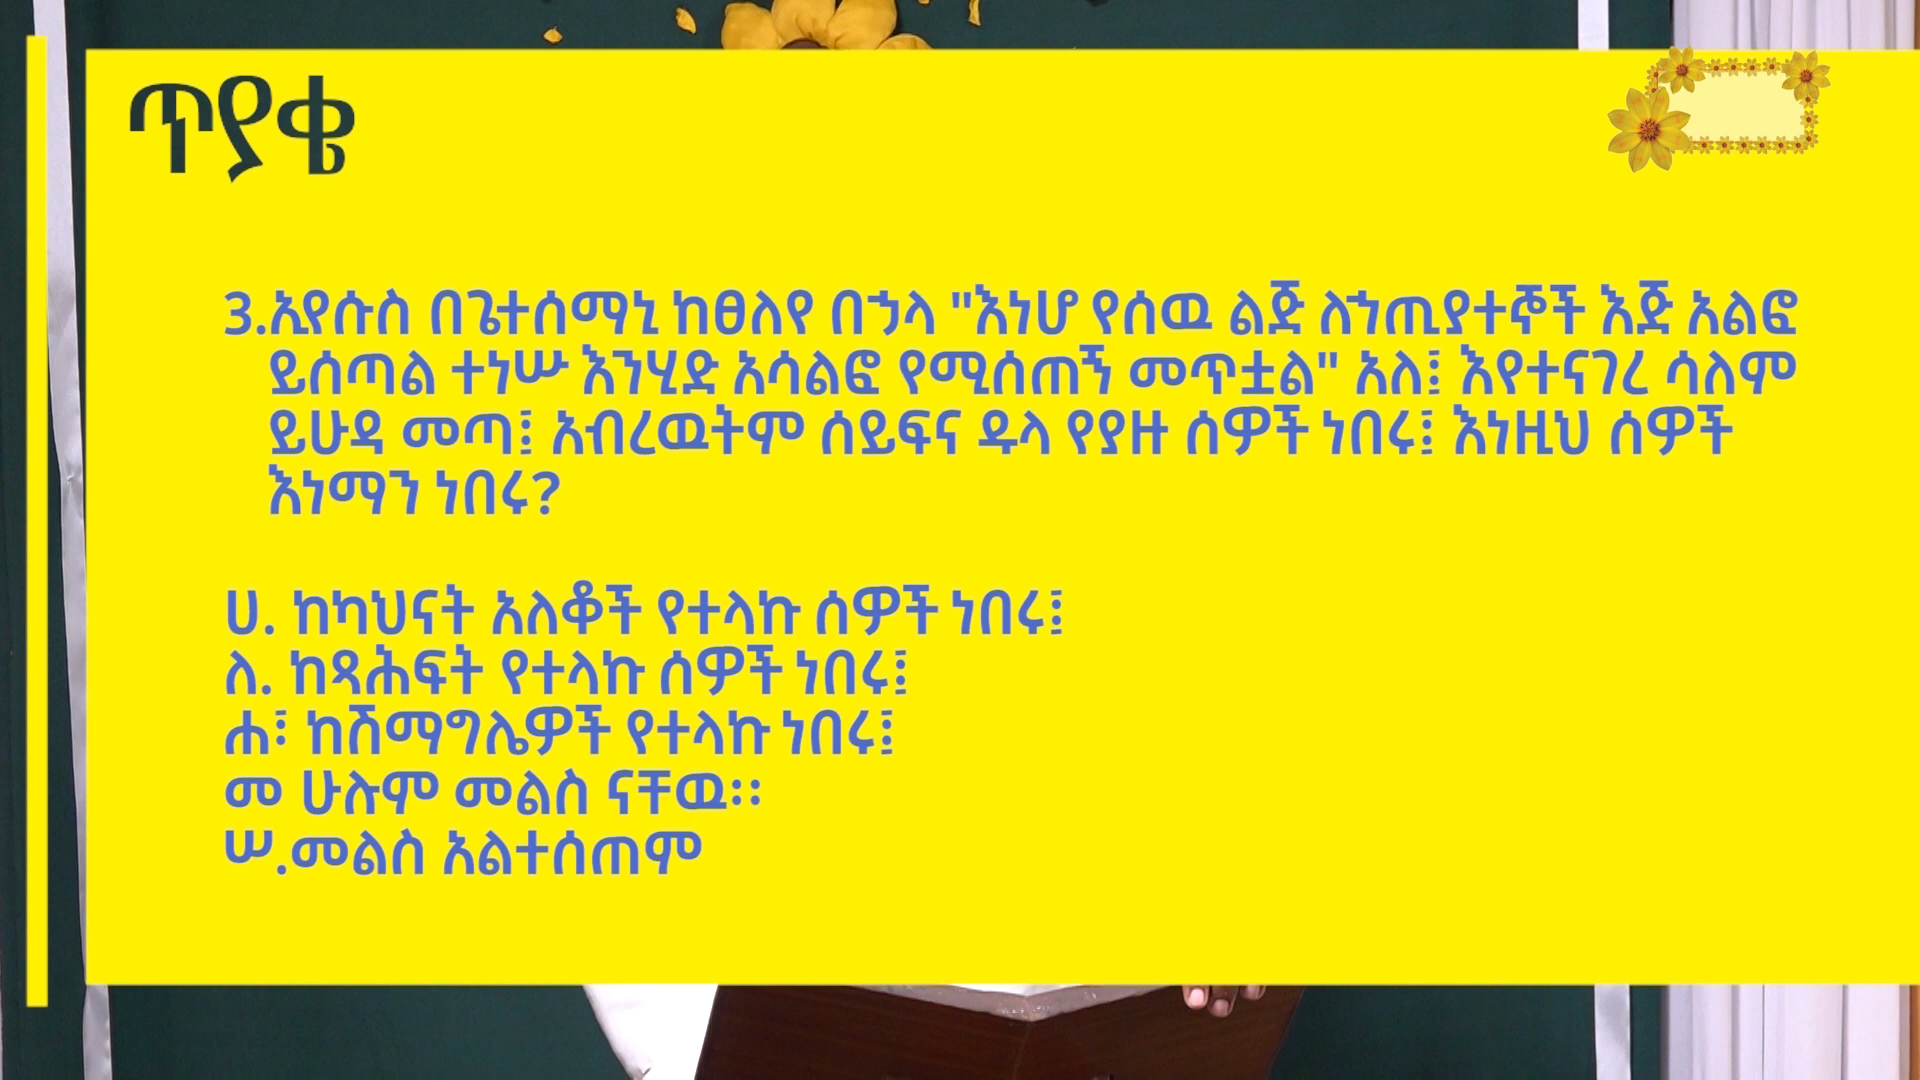 ጥያቄ
3.ኢየሱስ በጌተሰማኒ ከፀለየ በኃላ "እነሆ የሰዉ ልጅ ለኀጢያተኞች እጅ አልፎ
ይሰጣል ተነሡ እንሂድ አሳልፎ የሚሰጠኝ መጥቷል" አለ፤ እየተናገረ ሳለም
ይሁዳ መጣ፤ አብረዉትም ሰይፍና ዱላ የያዙ ሰዎች ነበሩ፤ እነዚህ ሰዎች
እነማን ነበሩ?
ሀ. ከካህናት አለቆች የተላኩ ሰዎች ነበሩ፤
ለ. ከጻሕፍት የተላኩ ሰዎች ነበሩ፤
ሐ፣ ከሽማግሌዎች የተላኩ ነበሩ፤
መ ሁሉም መልስ ናቸዉ፡፡
ሠ.መልስ አልተሰጠም